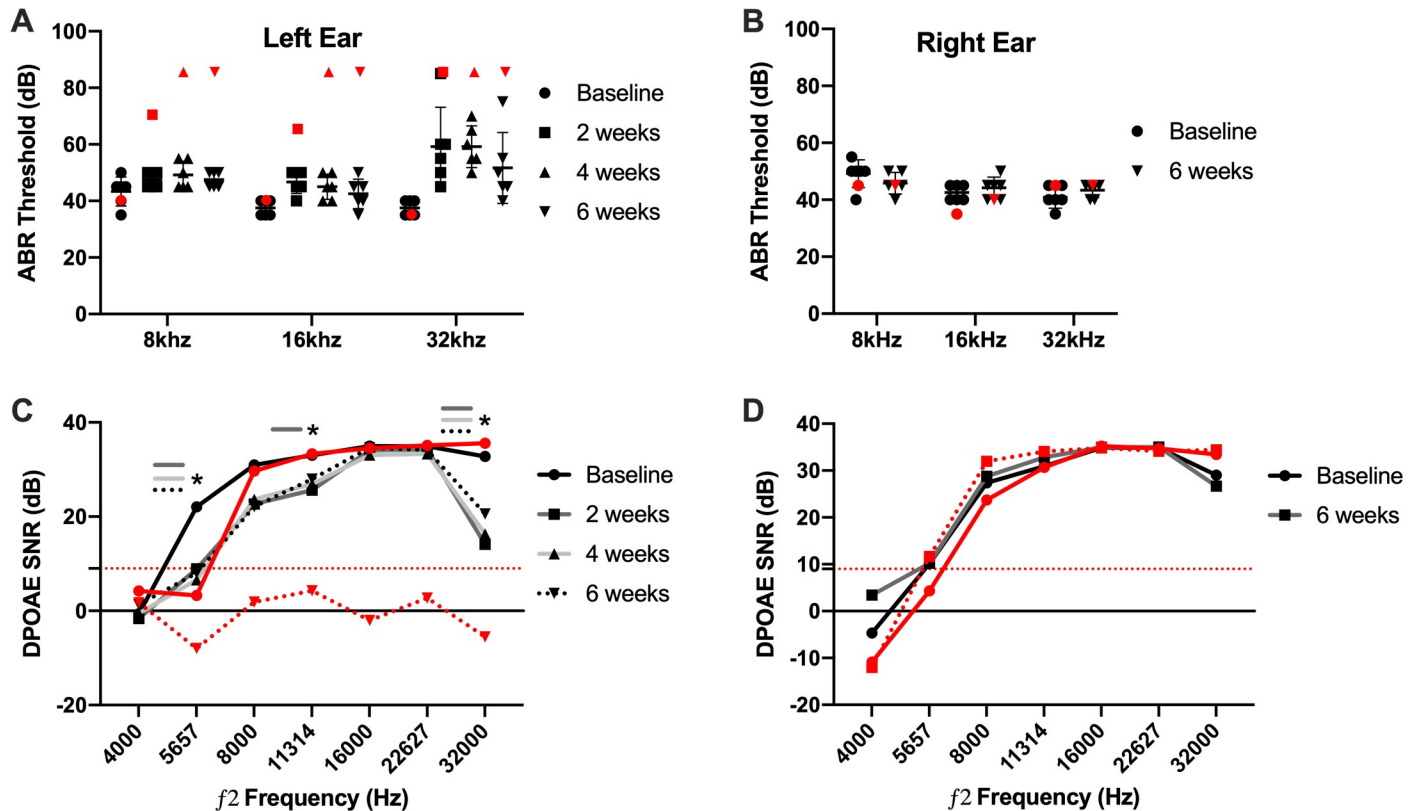 A
Left Ear
ABR Threshold (dB)
100
80
60
40
20
0
8khz
16khz
32khz
Baseline
2 weeks
4 weeks
6 weeks
B
Right Ear
ABR Threshold (dB)
100
80
60
40
20
0
8kHz
16kHz
32kHz
Baseline
6 weeks
C
DPOAE SNR (dB)
40
20
0
-20
*
*
*
4000
5657
8000
11314
16000
22627
32000
f2 Frequency (Hz)
Baseline
2 weeks
4 weeks
6 weeks
D
DPOAE SNR (dB)
40
30
20
10
0
-10
-20
4000
5657
8000
11314
16000
22627
32000
f2 Frequency (Hz)
Baseline
6 weeks